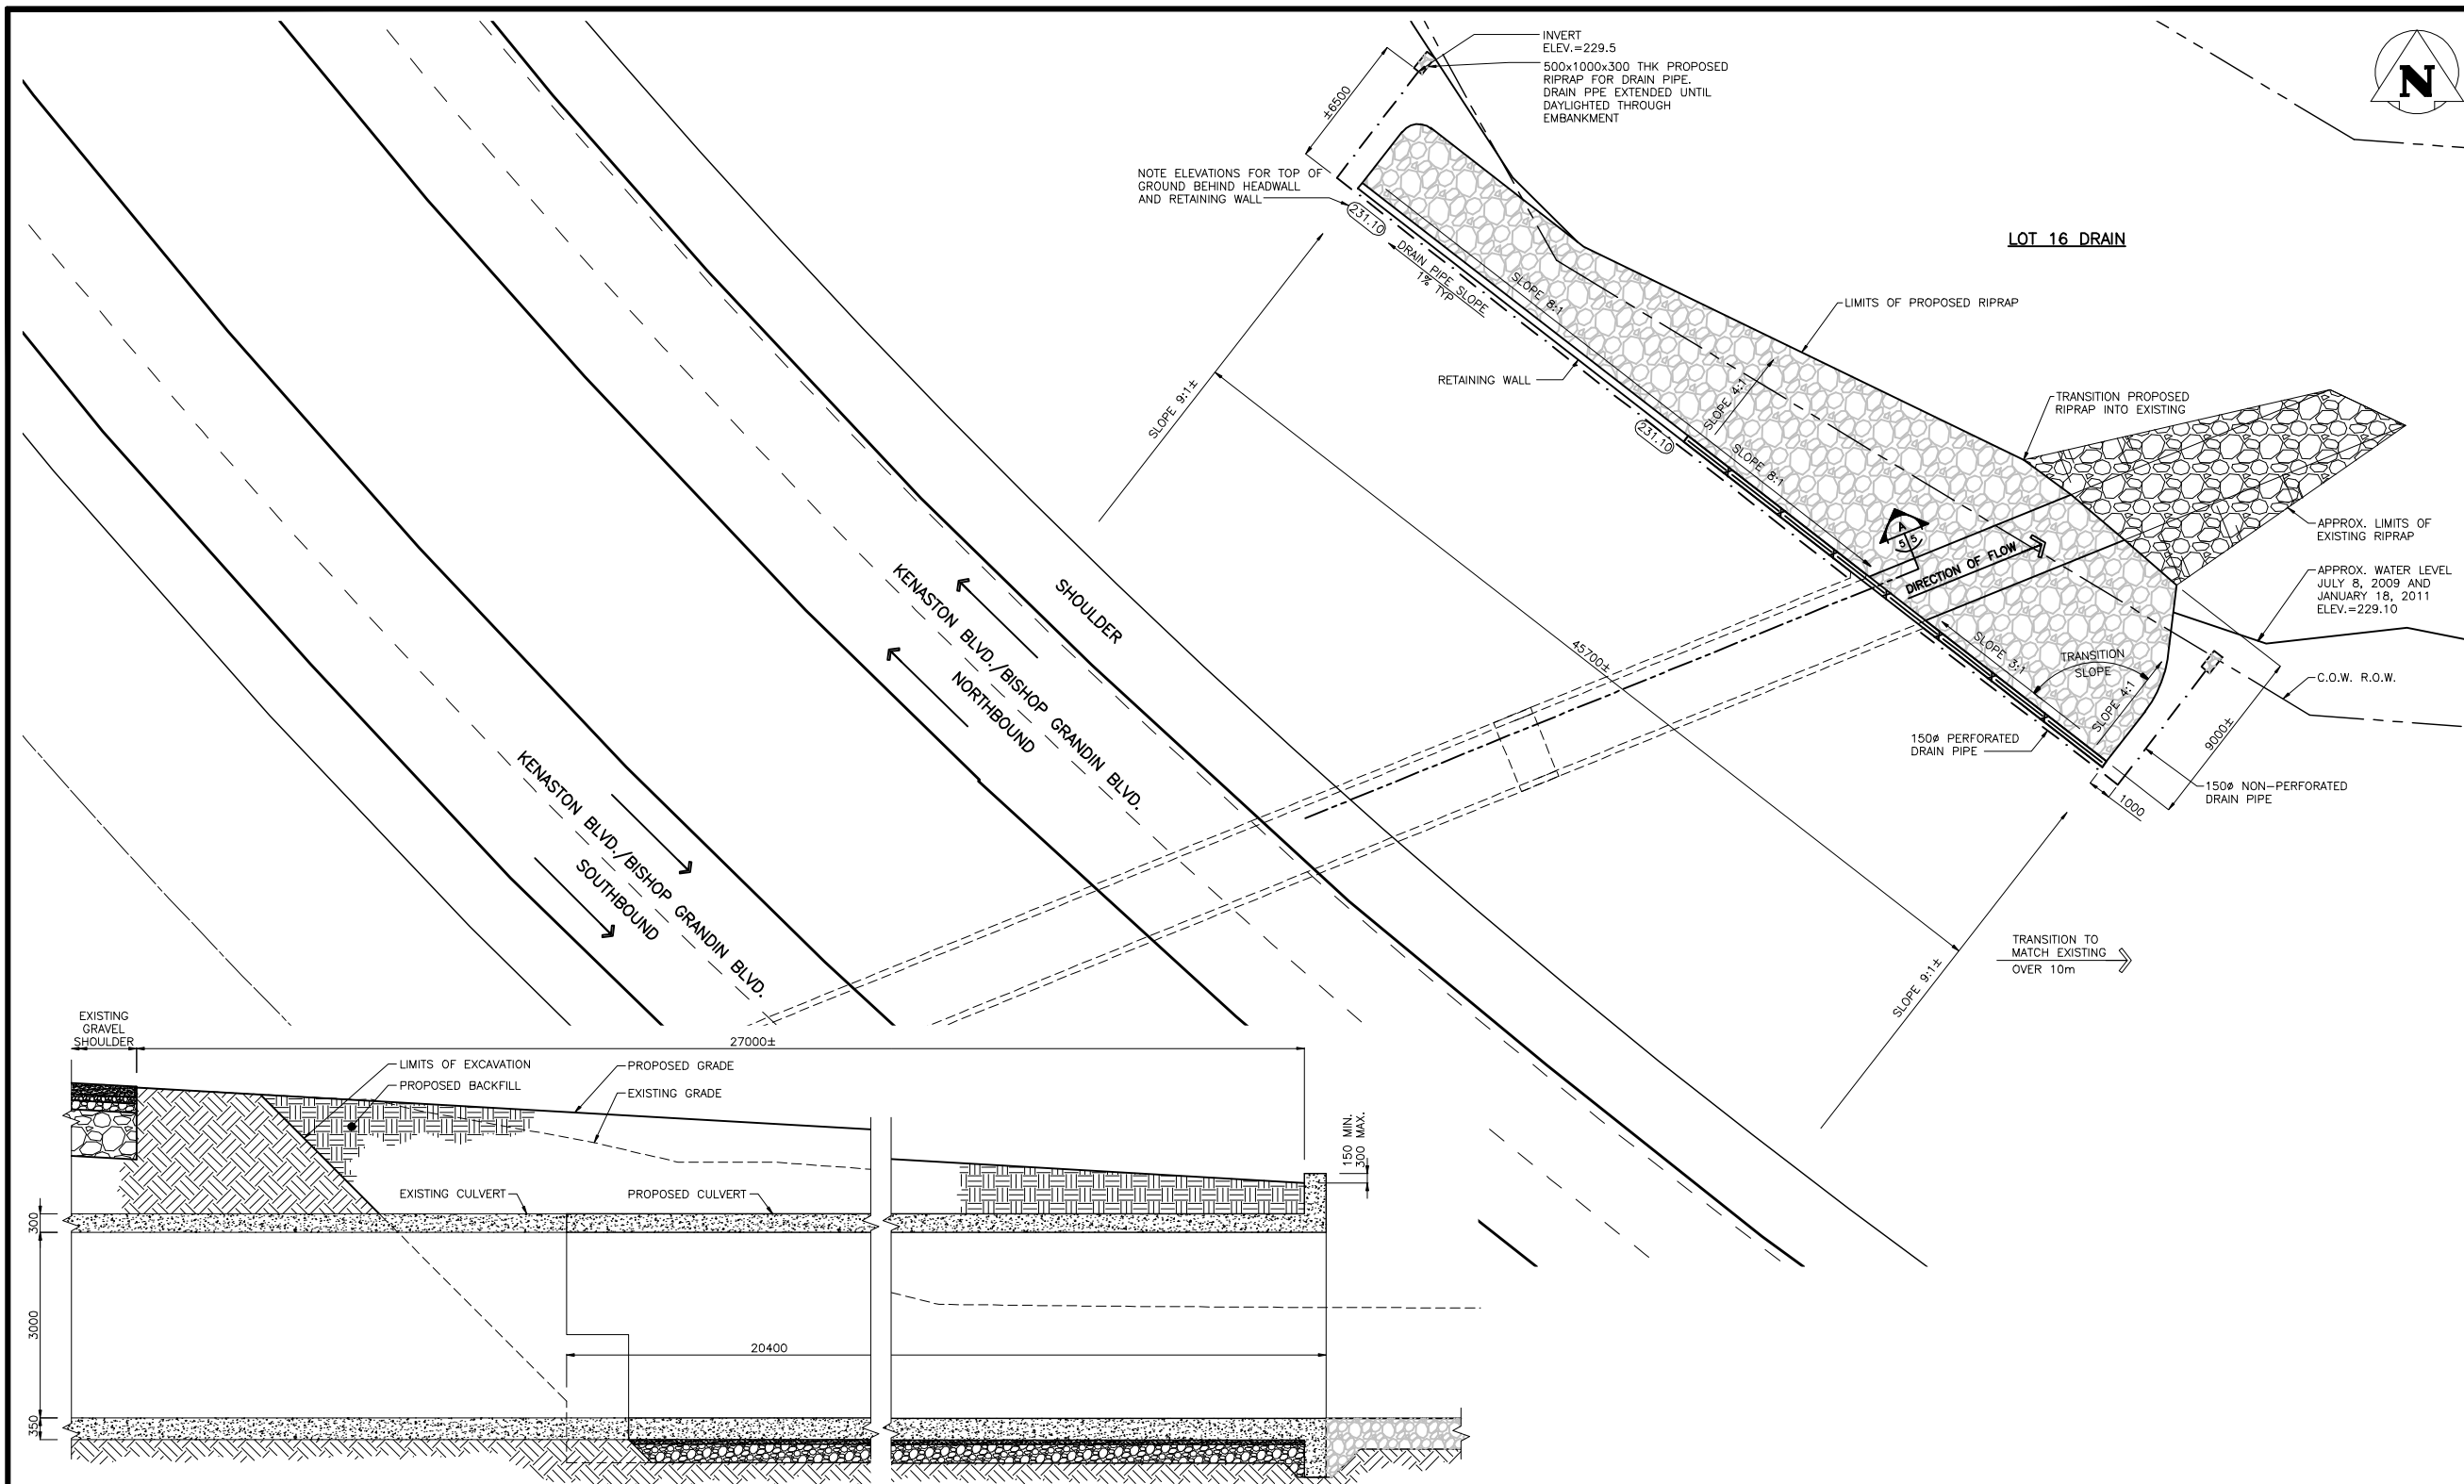 INVERT
ELEV.=229.5
500x1000x300 THK PROPOSED
RIPRAP FOR DRAIN PIPE.
DRAIN PPE EXTENDED UNTIL
DAYLIGHTED THROUGH
EMBANKMENT
N
±6500
NOTE ELEVATIONS FOR TOP OF
GROUND BEHIND HEADWALL
AND RETAINING WALL
231.10
DRAIN PIPE SLOPE
1% TYP
SLOPE 8:1
LOT 16 DRAIN
LIMITS OF PROPOSED RIPRAP
RETAINING WALL
SLOPE 9:1±
SLOPE 4:1
231.10
SLOPE 8:1
TRANSITION PROPOSED
RIPRAP INTO EXISTING
A
5 5
DIRECTION OF FLOW
APPROX. LIMITS OF
EXISTING RIPRAP
APPROX. WATER LEVEL
JULY 8, 2009 AND
JANUARY 18, 2011
ELEV.=229.10
SLOPE 3:1
TRANSITION
SLOPE
SLOPE 4:1
C.O.W. R.O.W.
9000±
150ø PERFORATED
DRAIN PIPE
150ø NON-PERFORATED
DRAIN PIPE
1000
45700±
SHOULDER
KENASTON BLVD./BISHOP GRANDIN BLVD.
NORTHBOUND
KENASTON BLVD./BISHOP GRANDIN BLVD.
SOUTHBOUND
SLOPE 9:1±
TRANSITION TO
MATCH EXISTING
OVER 10m
EXISTING
GRAVEL
SHOULDER
27000±
LIMITS OF EXCAVATION
PROPOSED BACKFILL
PROPOSED GRADE
EXISTING GRADE
150 MIN.
300 MAX.
EXISTING CULVERT
PROPOSED CULVERT
300
3000
20400
350